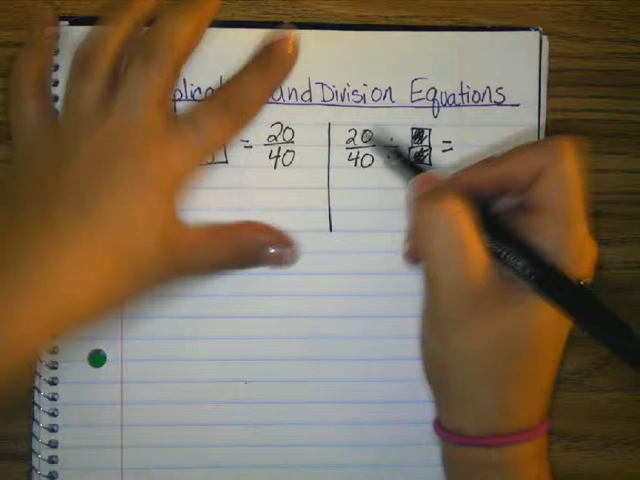 and Division Equations
= 20/40 | 20/40 ÷ =